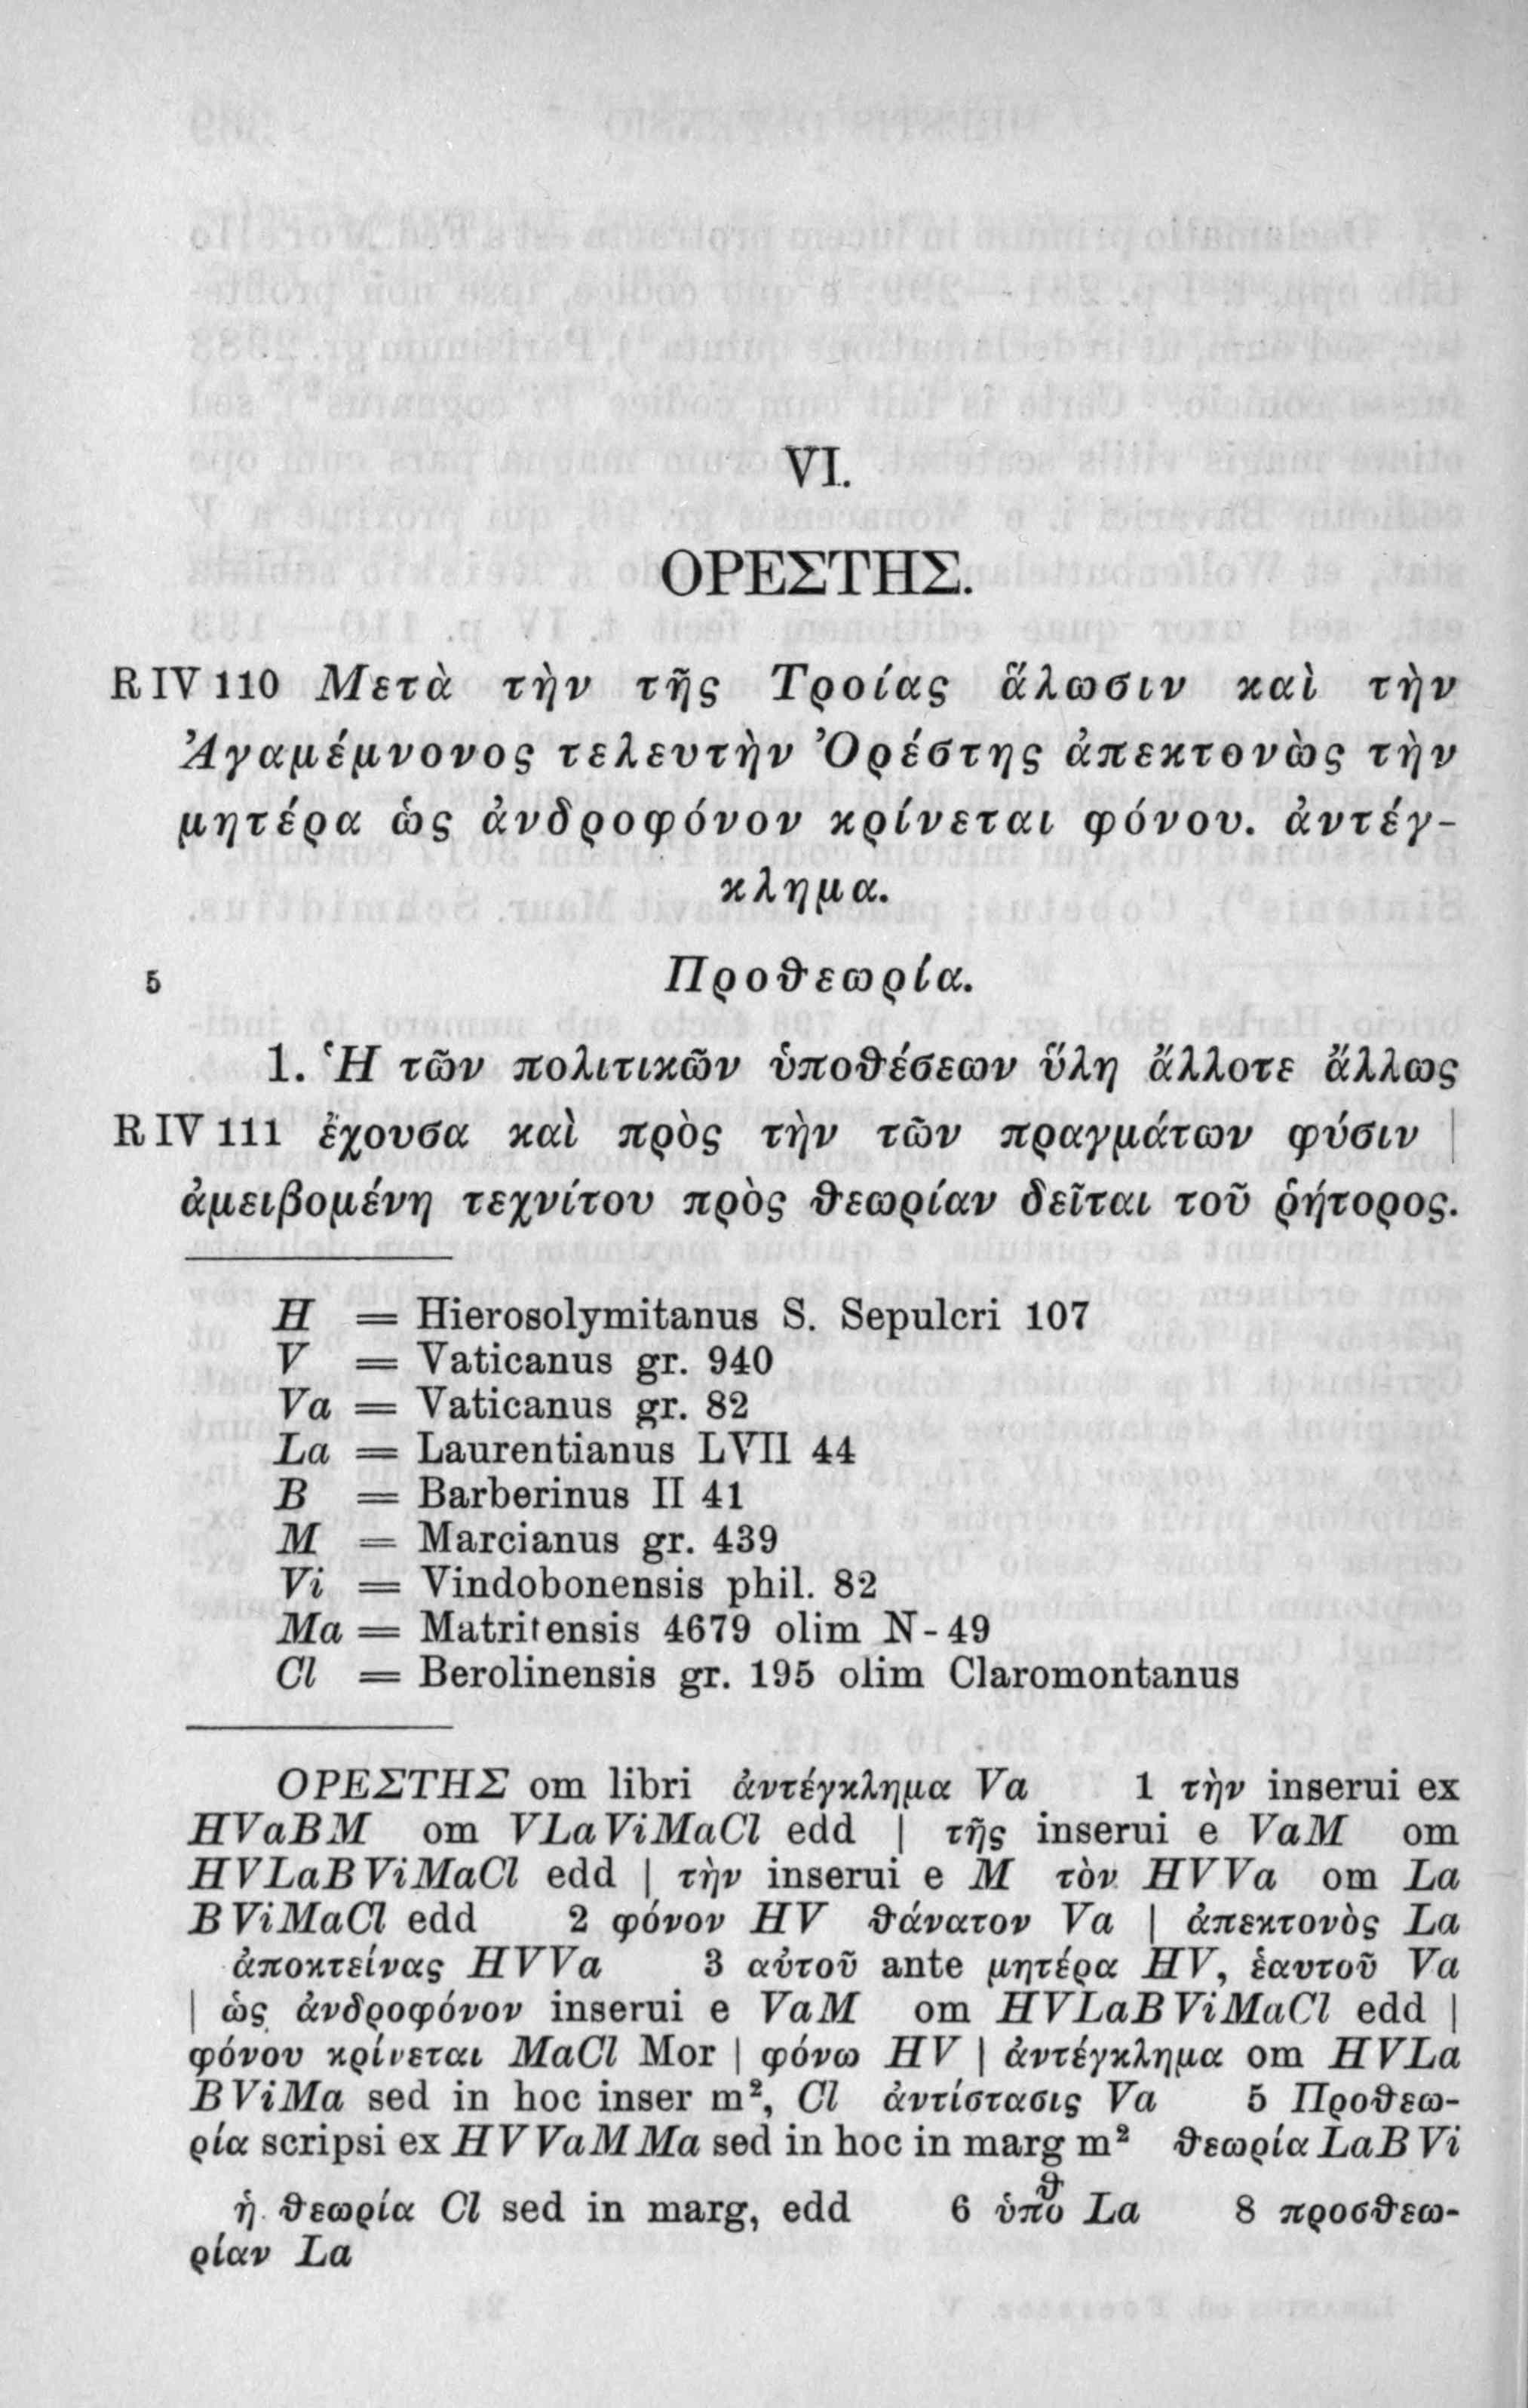 VI.
ΟΡΕΣΤΗΣ.
R IV 110 Μετὰ τὴν τῆς Τροίας ἅλωσιν καὶ τὴν
Ἀγαμέμνονος τελευτὴν Ὀρέστης ἀπεκτονὼς τὴν
μητέρα ὡς ἀνδροφόνον κρίνεται φόνου. ἀντέγ-
κλημα.
5 Προθεωρία.
1. Ἡ τῶν πολιτικῶν ὑποθέσεων ὕλη ἄλλοτε ἄλλως
R IV 111 ἔχουσα καὶ πρὸς τὴν τῶν πραγμάτων φύσιν |
ἀμειβομένη τεχνίτου πρὸς θεωρίαν δεῖται τοῦ ῥήτορος.
H = Hierosolymitanus S. Sepulcri 107
V = Vaticanus gr. 940
Va = Vaticanus gr. 82
La = Laurentianus LVII 44
B = Barberinus II 41
M = Marcianus gr. 439
Vi = Vindobonensis phil. 82
Ma = Matritensis 4679 olim N-49
Cl = Berolinensis gr. 195 olim Claromontanus
ΟΡΕΣΤΗΣ om libri ἀντέγκλημα Va 1 τὴν inserui ex
HVaBM om VLaViMaCl edd | τῆς inserui e VaM om
HVLaBViMaCl edd | τὴν inserui e M τὸν HVVa om La
BViMaCl edd 2 φόνον HV θάνατον Va | ἀπεκτονὸς La
ἀποκτείνας HVVa 3 αὑτοῦ ante μητέρα HV, ἑαυτοῦ Va
| ὡς ἀνδροφόνον inserui e VaM om HVLaBViMaCl edd |
φόνου κρίνεται MaCl Mor | φόνω HV | ἀντέγκλημα om HVLa
BViMa sed in hoc inser m², Cl ἀντίστασις Va 5 Προθεω-
ρία scripsi ex HVVaMMa sed in hoc in marg m² θεωρία LaBVi
ἡ θεωρία Cl sed in marg, edd 6 ὑπὸθ La 8 προσθεω-
ρίαν La